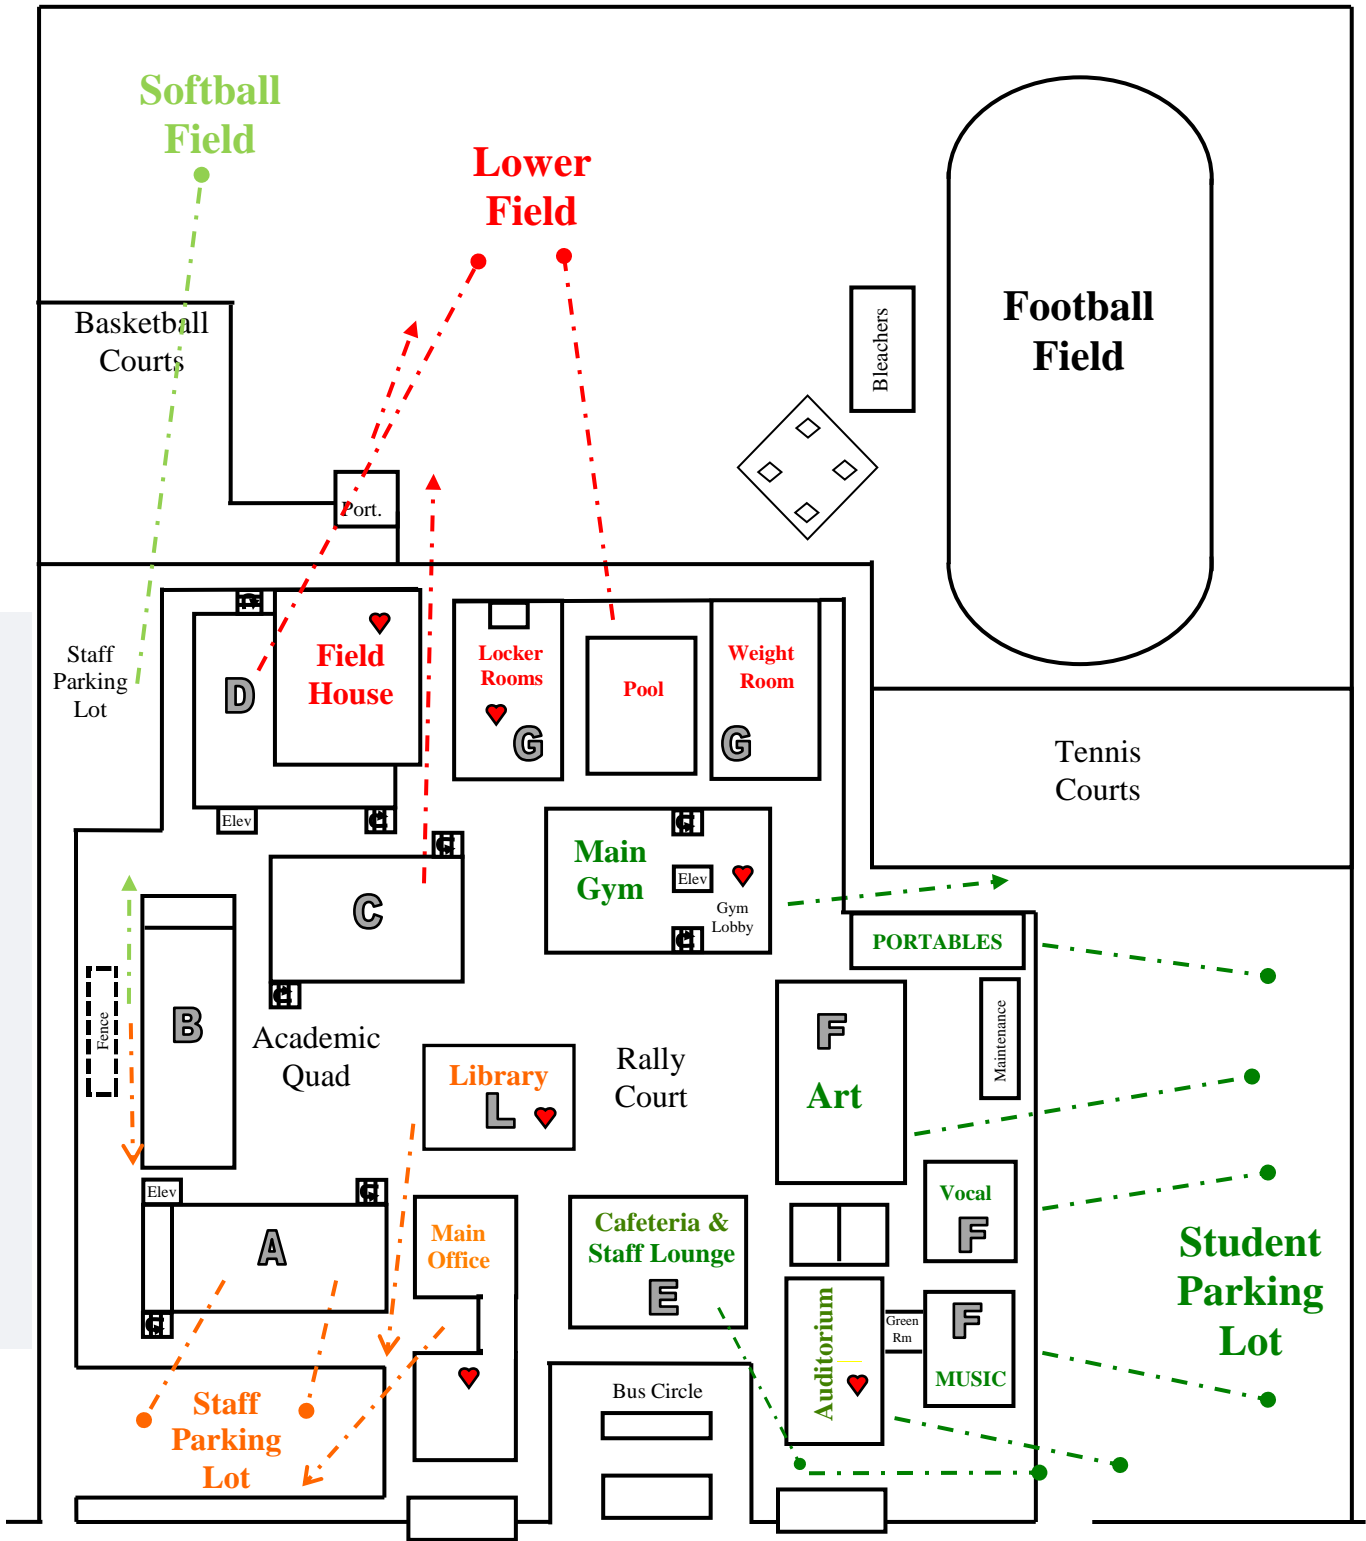 Softball
Field
Lower
Field
Football
Field
Basketball
Courts
Bleachers
Port.
Staff
Parking
Lot
Field
House
D
Locker
Rooms
G
Pool
Weight
Room
G
Tennis
Courts
Elev
Main
Gym
Elev
Gym
Lobby
C
PORTABLES
B
Fence
Academic
Quad
Library
L
Rally
Court
F
Art
Maintenance
Elev
A
Main
Office
Cafeteria &
Staff Lounge
E
Vocal
F
Student
Parking
Lot
Auditorium
Green
Rm
F
MUSIC
Staff
Parking
Lot
Bus Circle